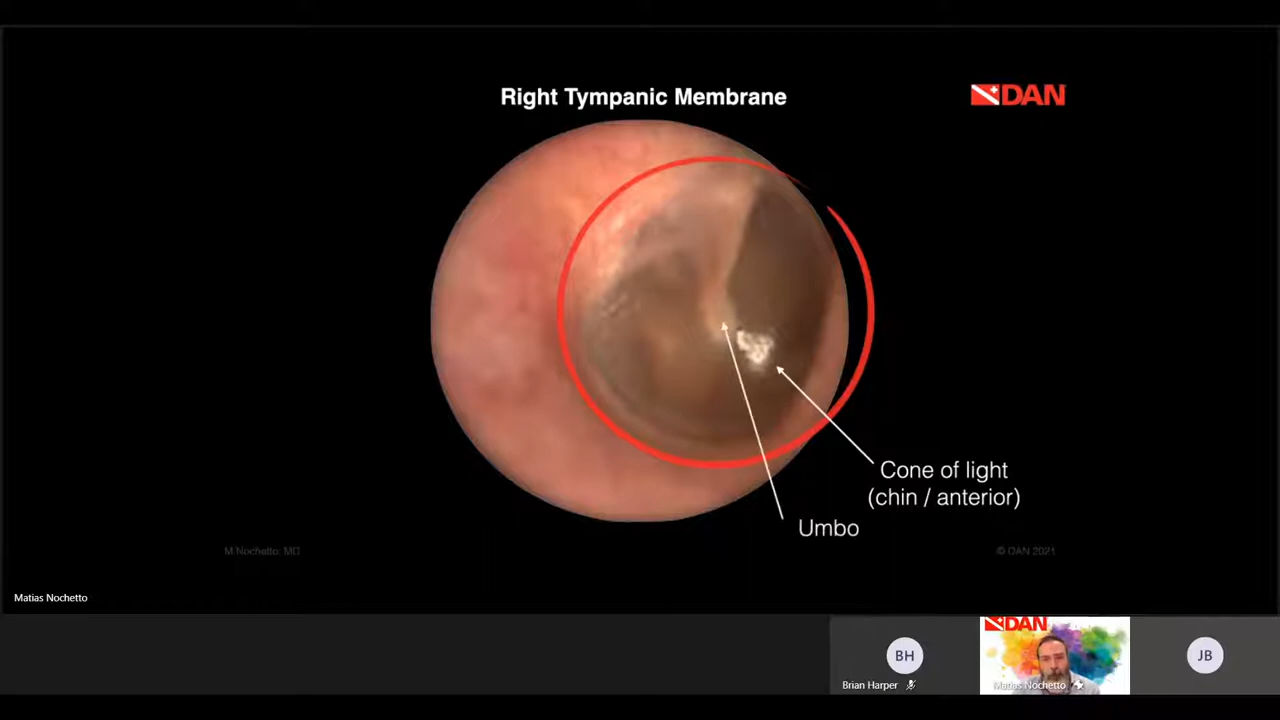 Right Tympanic Membrane
DAN
Cone of light
(chin / anterior)
Umbo
M Nochetto. MD
© DAN 2021
Matias Nochetto
DAN
BH
JB
Brian Harper
Matias Nochetto